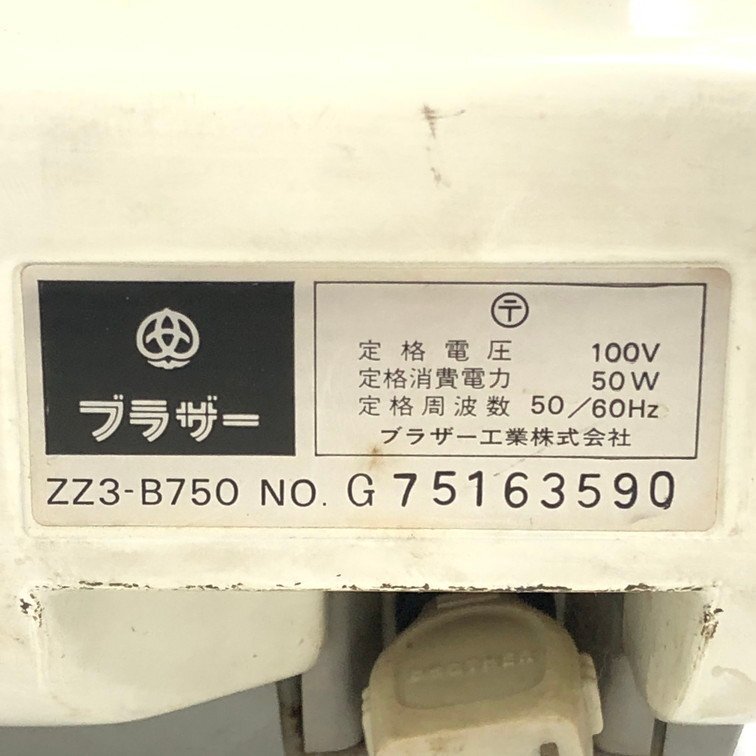 ブラザー
〒
定格電圧 100V
定格消費電力 50W
定格周波数 50/60Hz
ブラザー工業株式会社
ZZ3-B750 NO. G 75163590